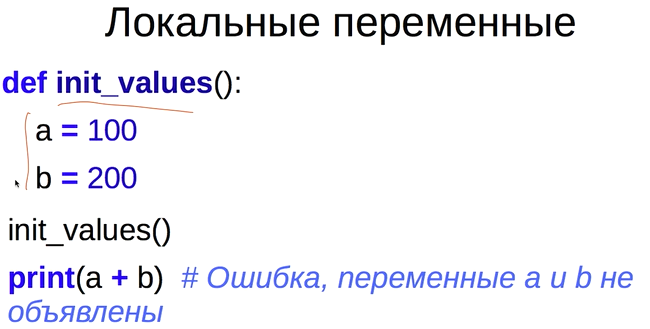 Локальные переменные
def init_values():
a = 100
b = 200
init_values()
print(a + b) # Ошибка, переменные a и b не
объявлены